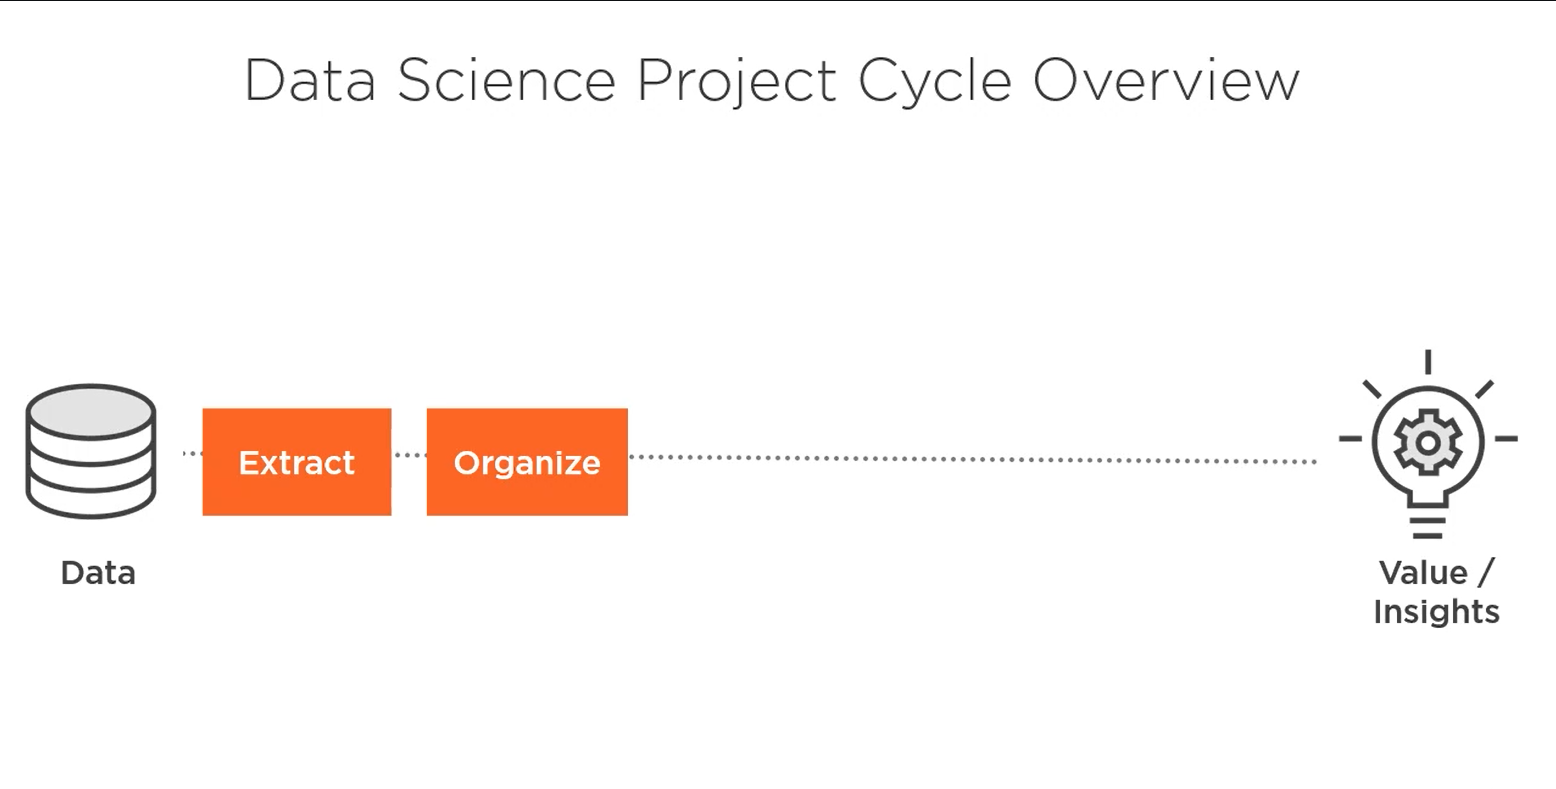 Data Science Project Cycle Overview
Extract
Organize
Data
Value /
Insights